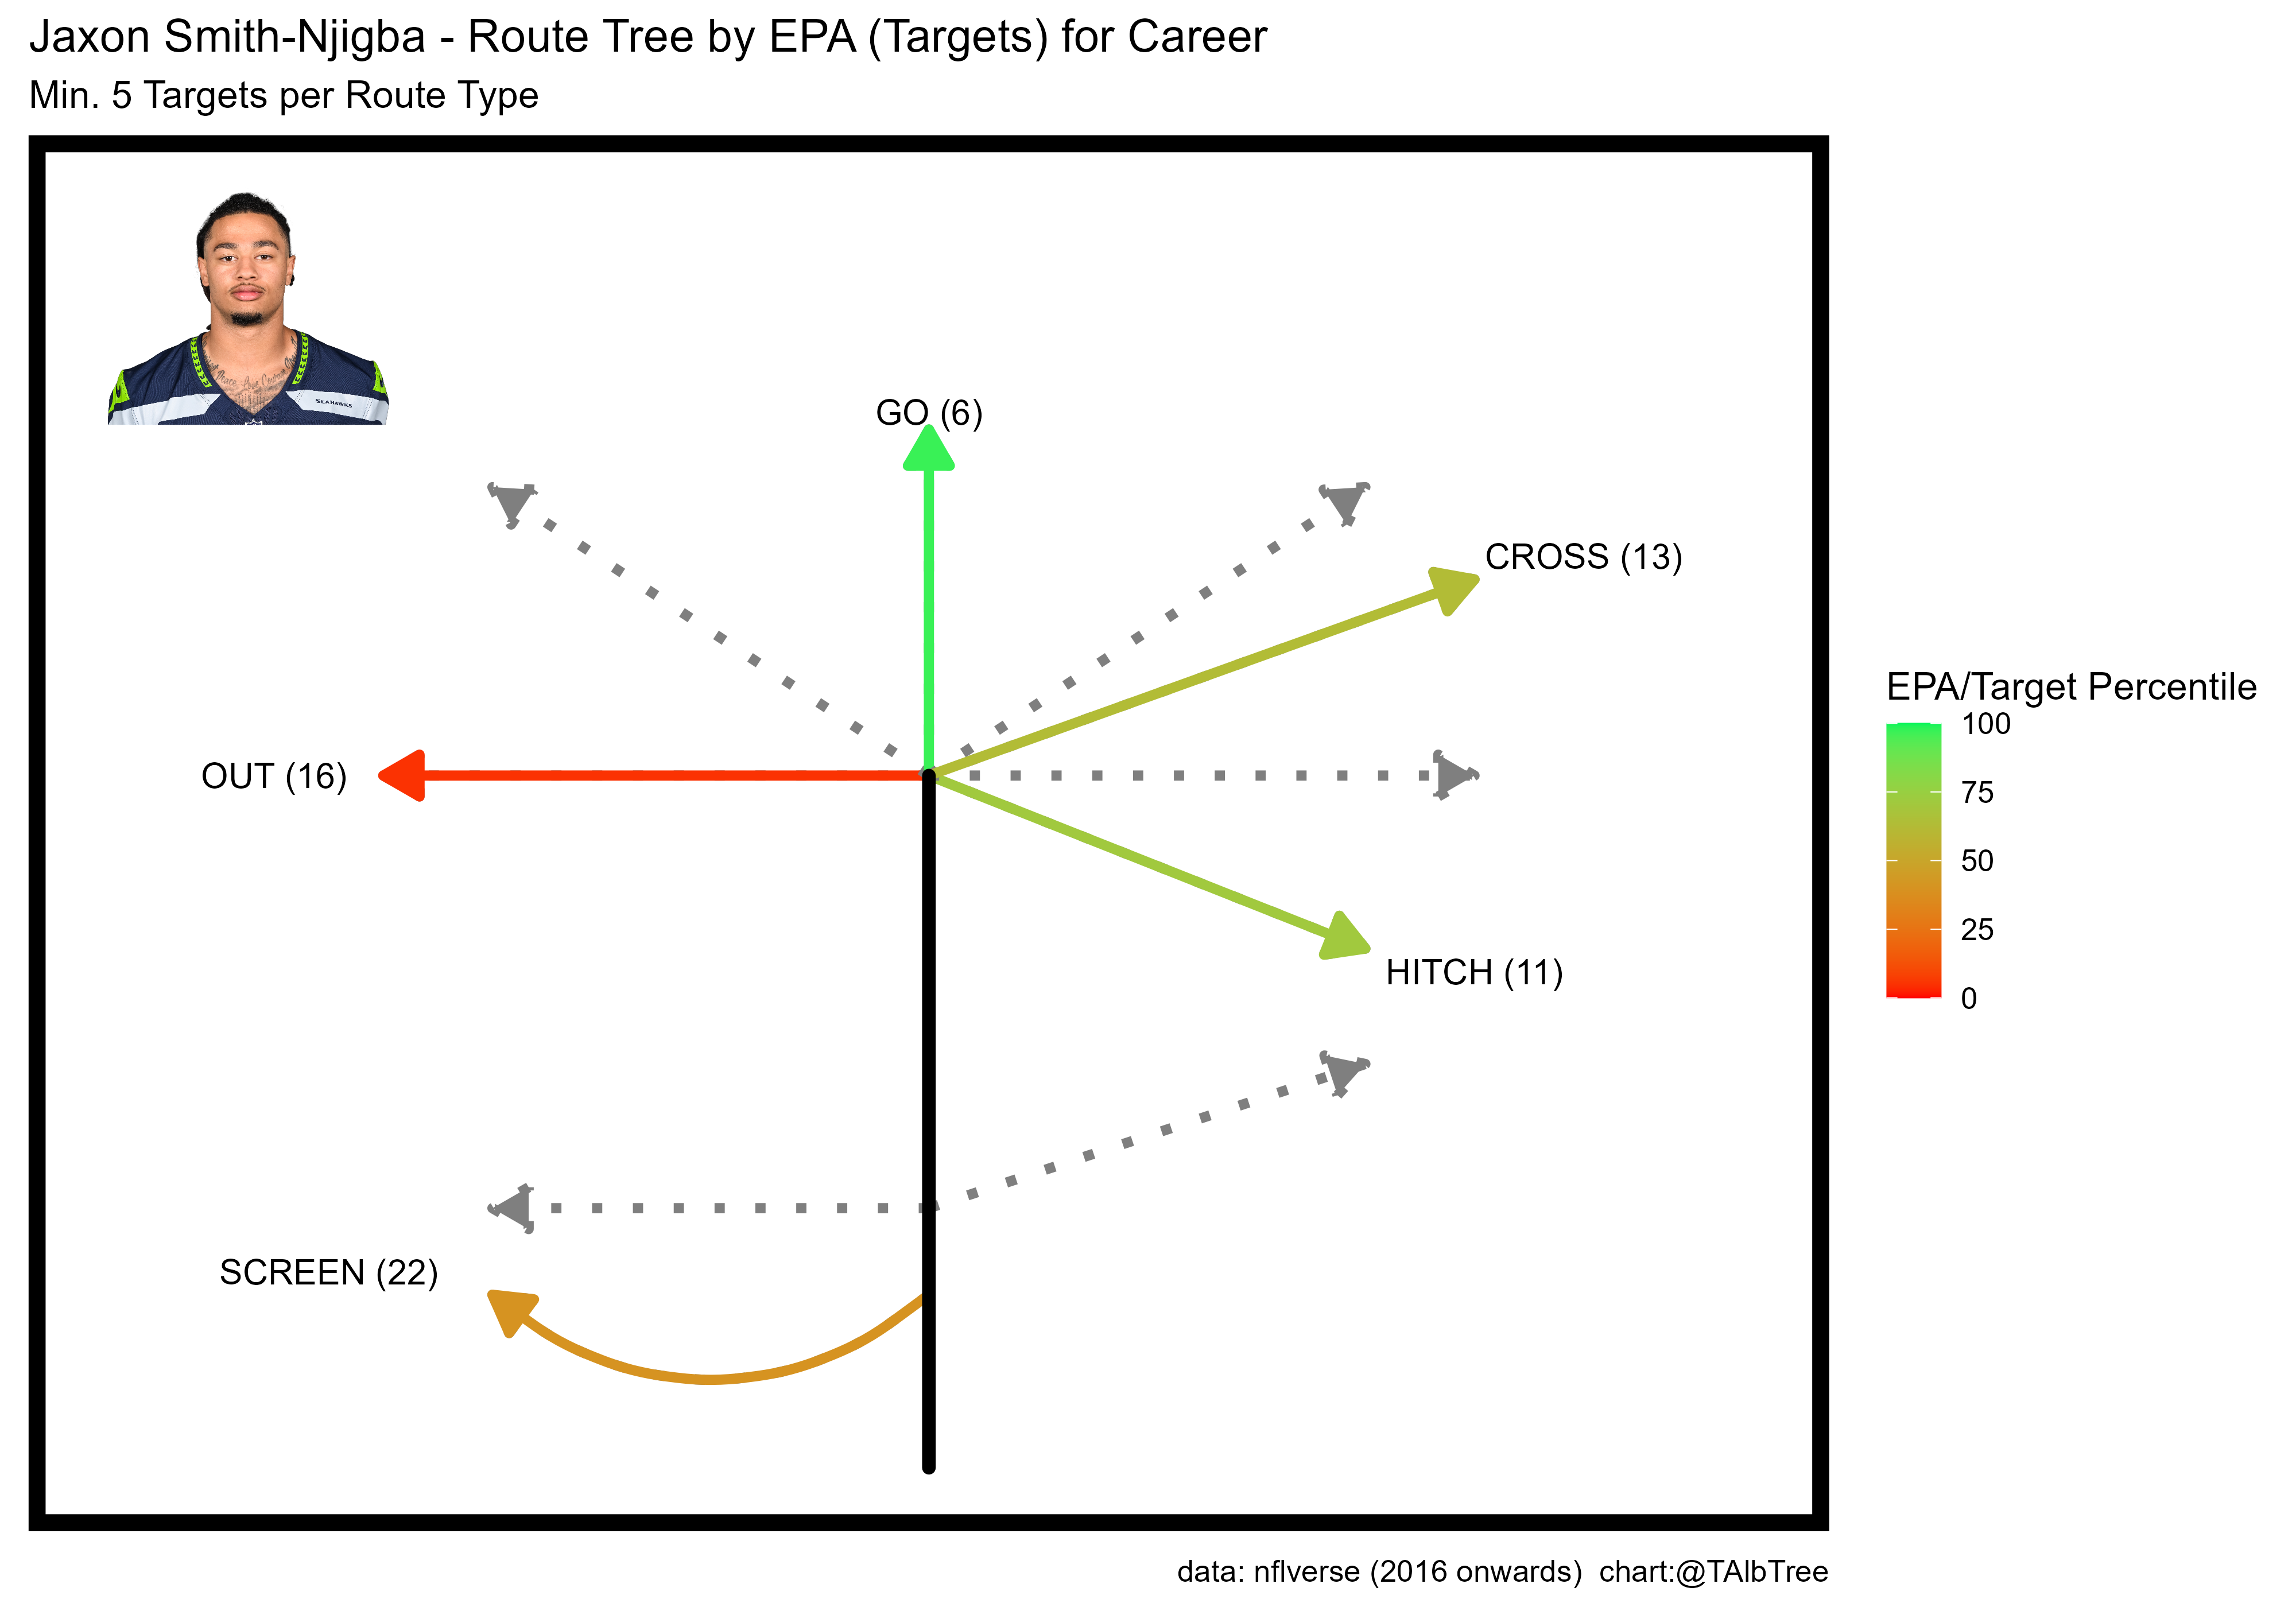 Jaxon Smith-Njigba - Route Tree by EPA (Targets) for Career
Min. 5 Targets per Route Type
SEAHAWKS
GO (6)
CROSS (13)
OUT (16)
HITCH (11)
SCREEN (22)
EPA/Target Percentile
100
75
50
25
0
data: nflverse (2016 onwards)  chart:@TAlbTree